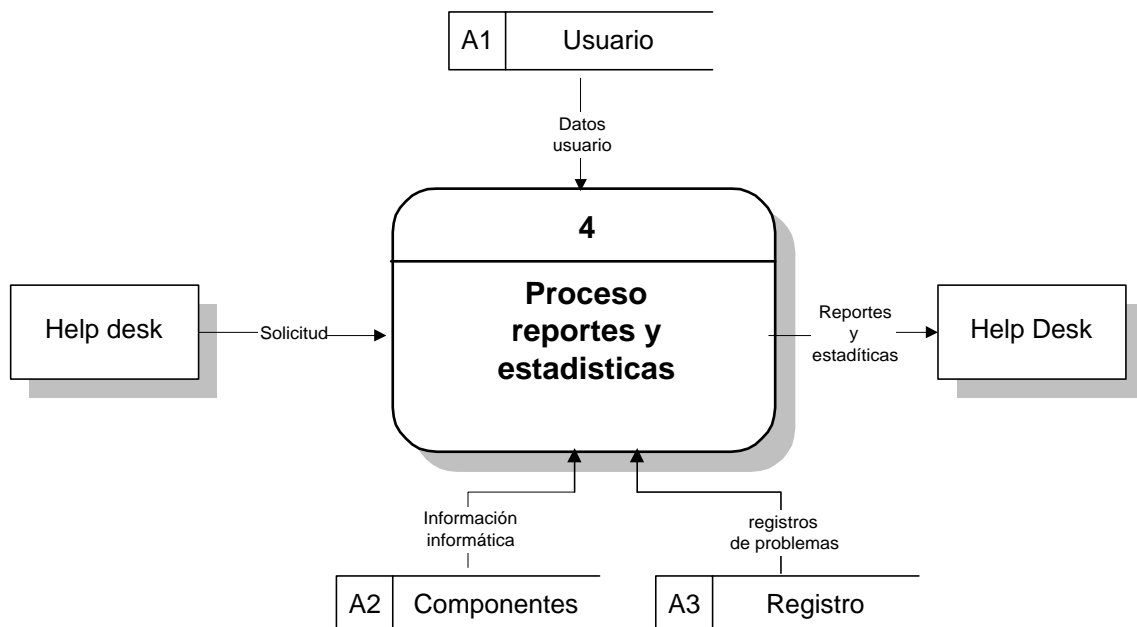 A1 Usuario
Datos
usuario
4
Proceso
reportes y
estadisticas
Help desk
Solicitud
Reportes
y
estadíticas
Help Desk
Información
informática
registros
de problemas
A2 Componentes
A3 Registro